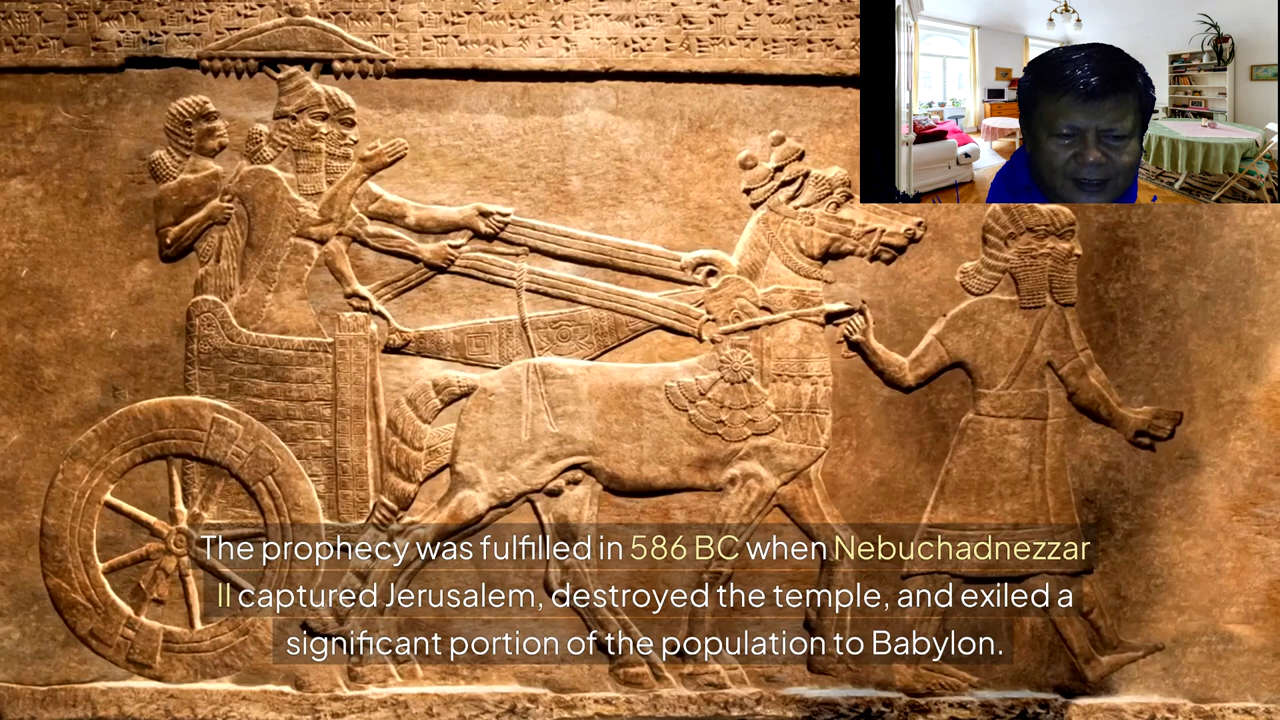 The prophecy was fulfilled in 586 BC when Nebuchadnezzar
II captured Jerusalem, destroyed the temple, and exiled a
significant portion of the population to Babylon.